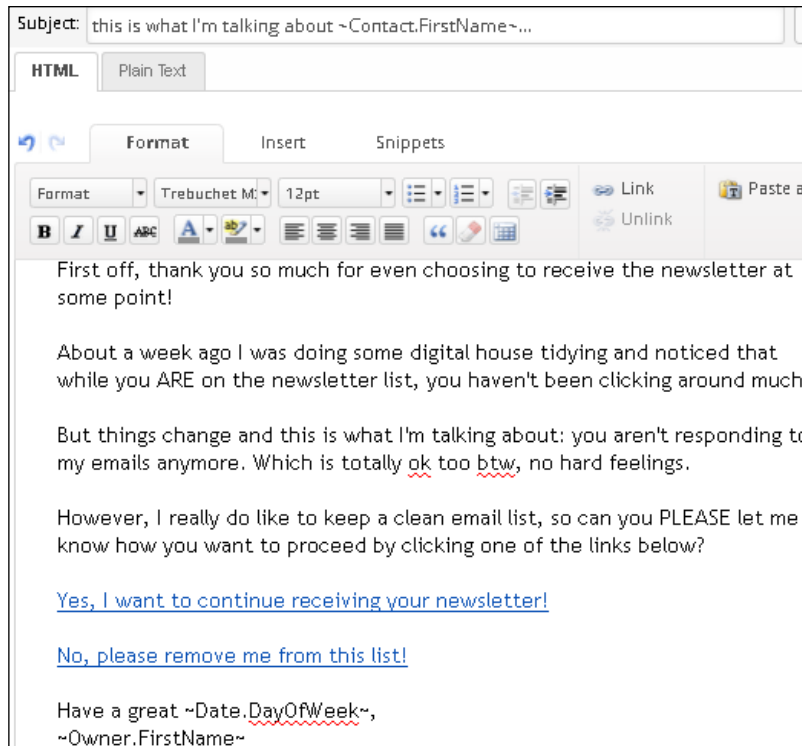 Subject: this is what I'm talking about ~Contact.FirstName~...
HTML Plain Text
Format Insert Snippets
Format Trebuchet M: 12pt Link Paste a
B I U ABC A ab Unlink
First off, thank you so much for even choosing to receive the newsletter at
some point!
About a week ago I was doing some digital house tidying and noticed that
while you ARE on the newsletter list, you haven't been clicking around much
But things change and this is what I'm talking about: you aren't responding to
my emails anymore. Which is totally ok too btw, no hard feelings.
However, I really do like to keep a clean email list, so can you PLEASE let me
know how you want to proceed by clicking one of the links below?
Yes, I want to continue receiving your newsletter!
No, please remove me from this list!
Have a great ~Date.DayOfWeek~,
~Owner.FirstName~